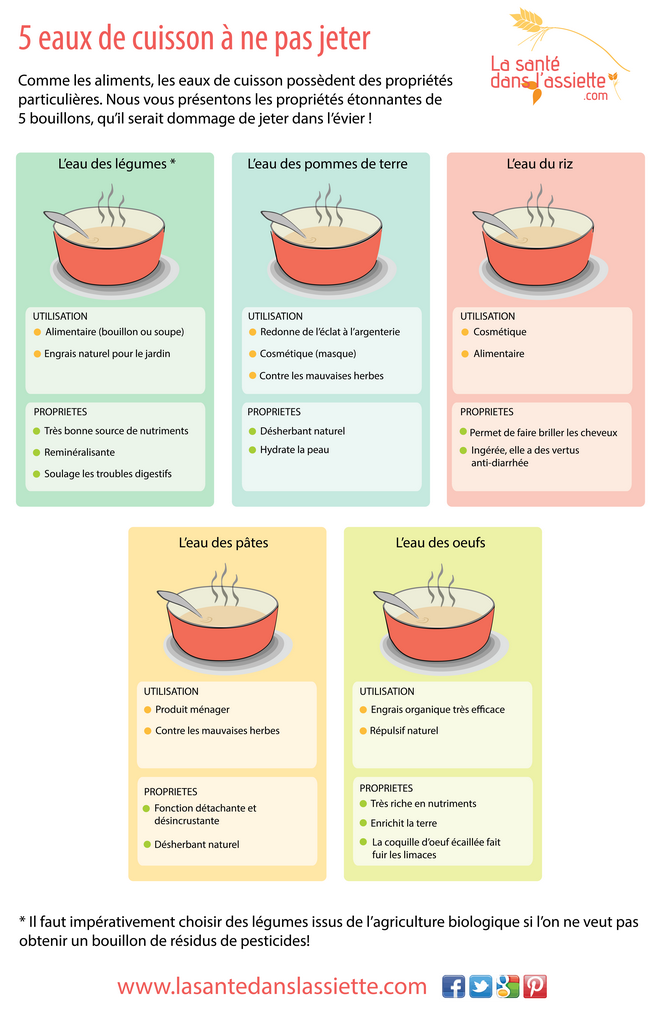 5 eaux de cuisson à ne pas jeter
La santé
dans l'assiette
.com
Comme les aliments, les eaux de cuisson possèdent des propriétés
particulières. Nous vous présentons les propriétés étonnantes de
5 bouillons, qu'il serait dommage de jeter dans l'évier !
L'eau des légumes *
UTILISATION
Alimentaire (bouillon ou soupe)
Engrais naturel pour le jardin
PROPRIETES
Très bonne source de nutriments
Reminéralisante
Soulage les troubles digestifs
L'eau des pommes de terre
UTILISATION
Redonne de l'éclat à l'argenterie
Cosmétique (masque)
Contre les mauvaises herbes
PROPRIETES
Désherbant naturel
Hydrate la peau
L'eau du riz
UTILISATION
Cosmétique
Alimentaire
PROPRIETES
Permet de faire briller les cheveux
Ingérée, elle a des vertus
anti-diarrhée
L'eau des pâtes
UTILISATION
Produit ménager
Contre les mauvaises herbes
PROPRIETES
Fonction détachante et
désincrustante
Désherbant naturel
L'eau des oeufs
UTILISATION
Engrais organique très efficace
Répulsif naturel
PROPRIETES
Très riche en nutriments
Enrichit la terre
La coquille d'oeuf écaillée fait
fuir les limaces
* Il faut impérativement choisir des légumes issus de l'agriculture biologique si l'on ne veut pas
obtenir un bouillon de résidus de pesticides!
www.lasantedanslassiette.com